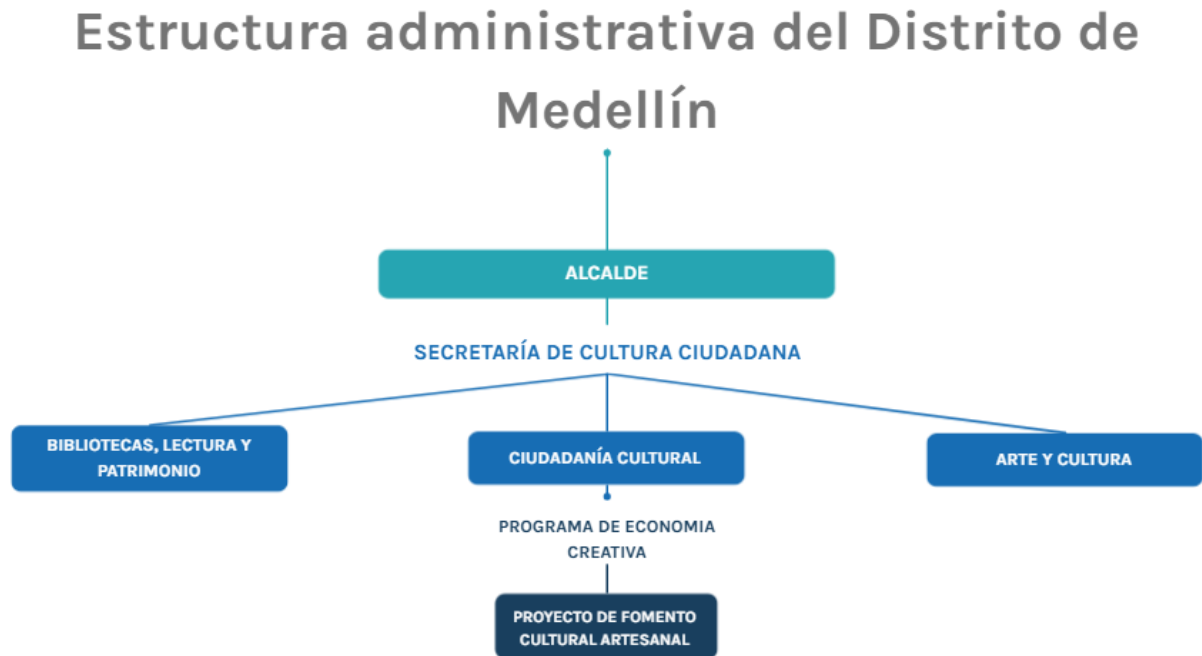 Estructura administrativa del Distrito de
Medellín
ALCALDE
SECRETARÍA DE CULTURA CIUDADANA
BIBLIOTECAS, LECTURA Y
PATRIMONIO
CIUDADANÍA CULTURAL
ARTE Y CULTURA
PROGRAMA DE ECONOMIA
CREATIVA
PROYECTO DE FOMENTO
CULTURAL ARTESANAL